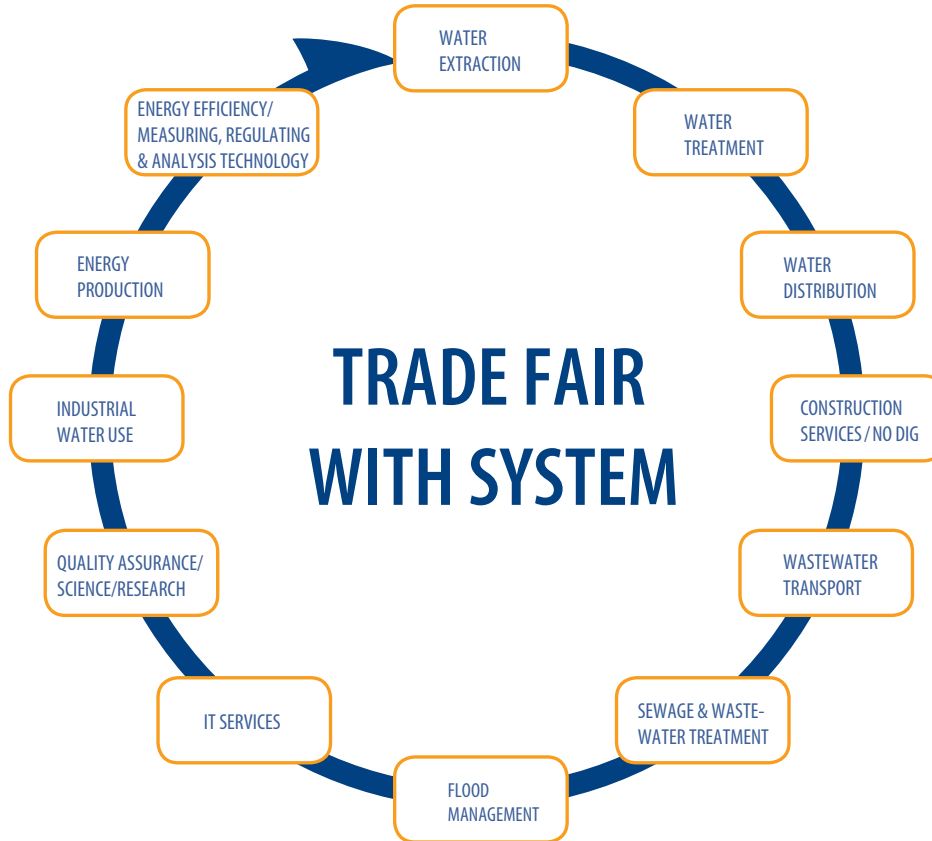 WATER
EXTRACTION
WATER
TREATMENT
WATER
DISTRIBUTION
CONSTRUCTION
SERVICES / NO DIG
WASTEWATER
TRANSPORT
SEWAGE & WASTE-
WATER TREATMENT
FLOOD
MANAGEMENT
IT SERVICES
QUALITY ASSURANCE/
SCIENCE/RESEARCH
INDUSTRIAL
WATER USE
ENERGY
PRODUCTION
ENERGY EFFICIENCY/
MEASURING, REGULATING
& ANALYSIS TECHNOLOGY
TRADE FAIR
WITH SYSTEM